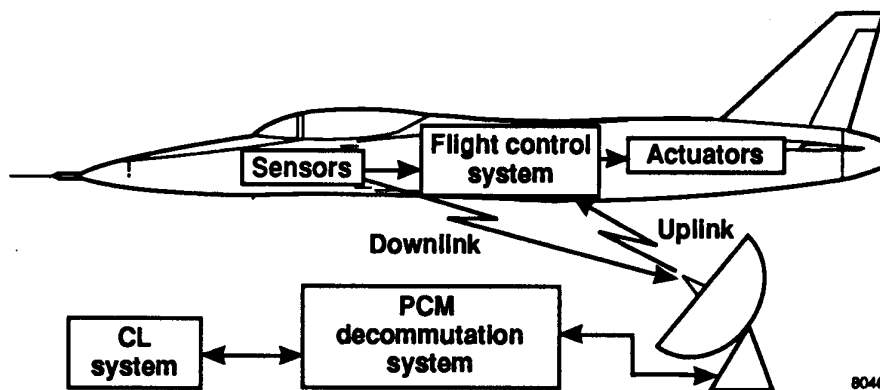 Sensors
Flight control
system
Actuators
Downlink
Uplink
CL
system
PCM
decommutation
system